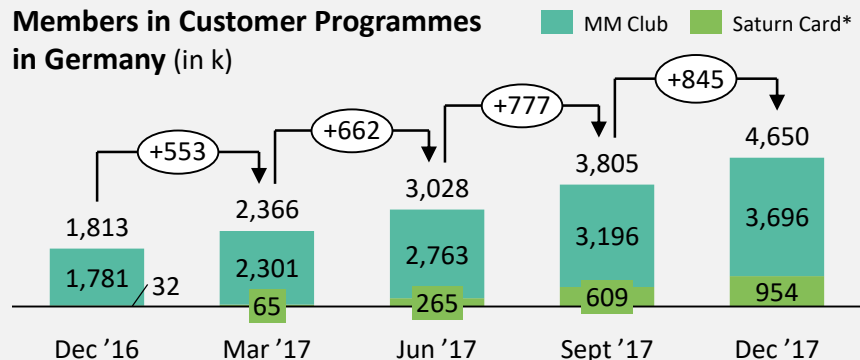 Members in Customer Programmes
in Germany (in k)
MM Club
Saturn Card*
+553
+662
+777
+845
1,813
2,366
3,028
3,805
4,650
1,781
2,301
2,763
3,196
3,696
32
65
265
609
954
Dec '16
Mar '17
Jun '17
Sept '17
Dec '17